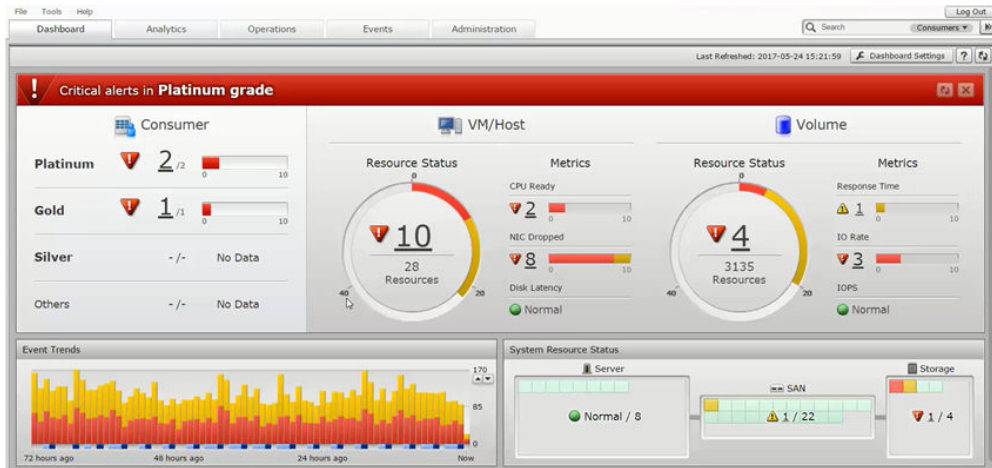 File Tools Help
Log Out
Dashboard Analytics Operations Events Administration
Search Consumers
Last Refreshed: 2017-05-24 15:21:59 Dashboard Settings ?
Critical alerts in Platinum grade
Consumer
Platinum 2 /2
0 10
Gold 1 /1
0 10
Silver -/- No Data
Others -/- No Data
VM/Host
Resource Status
0
10
28
Resources
40 20
Metrics
CPU Ready
2
0 10
NIC Dropped
8
0 10
Disk Latency
Normal
Volume
Resource Status
0
4
3135
Resources
40 20
Metrics
Response Time
1
0 10
IO Rate
3
0 10
IOPS
Normal
Event Trends
170
85
0
72 hours ago 48 hours ago 24 hours ago Now
System Resource Status
Server
Normal / 8
SAN
1 / 22
Storage
1 / 4